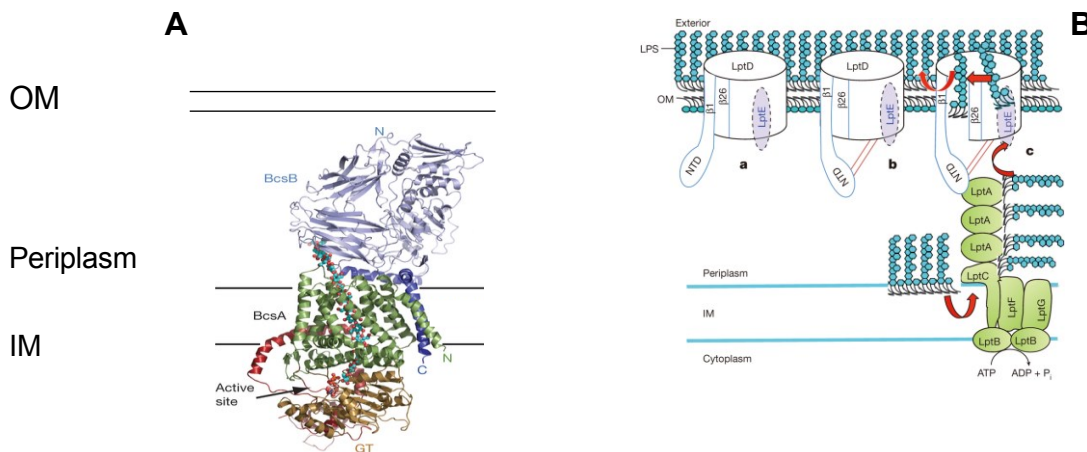 A
OM
N
BcsB
Periplasm
BcsA
IM
N
C
Active
site
GT
B
Exterior
LPS
LptD
LptD
β1
β26
LptE
β1
β26
LptE
β1
β26
LptE
OM
NTD
a
NTD
b
NTD
c
LptA
LptA
LptA
Periplasm
LptC
IM
LptF
LptG
LptB
LptB
Cytoplasm
ATP
ADP + Pi